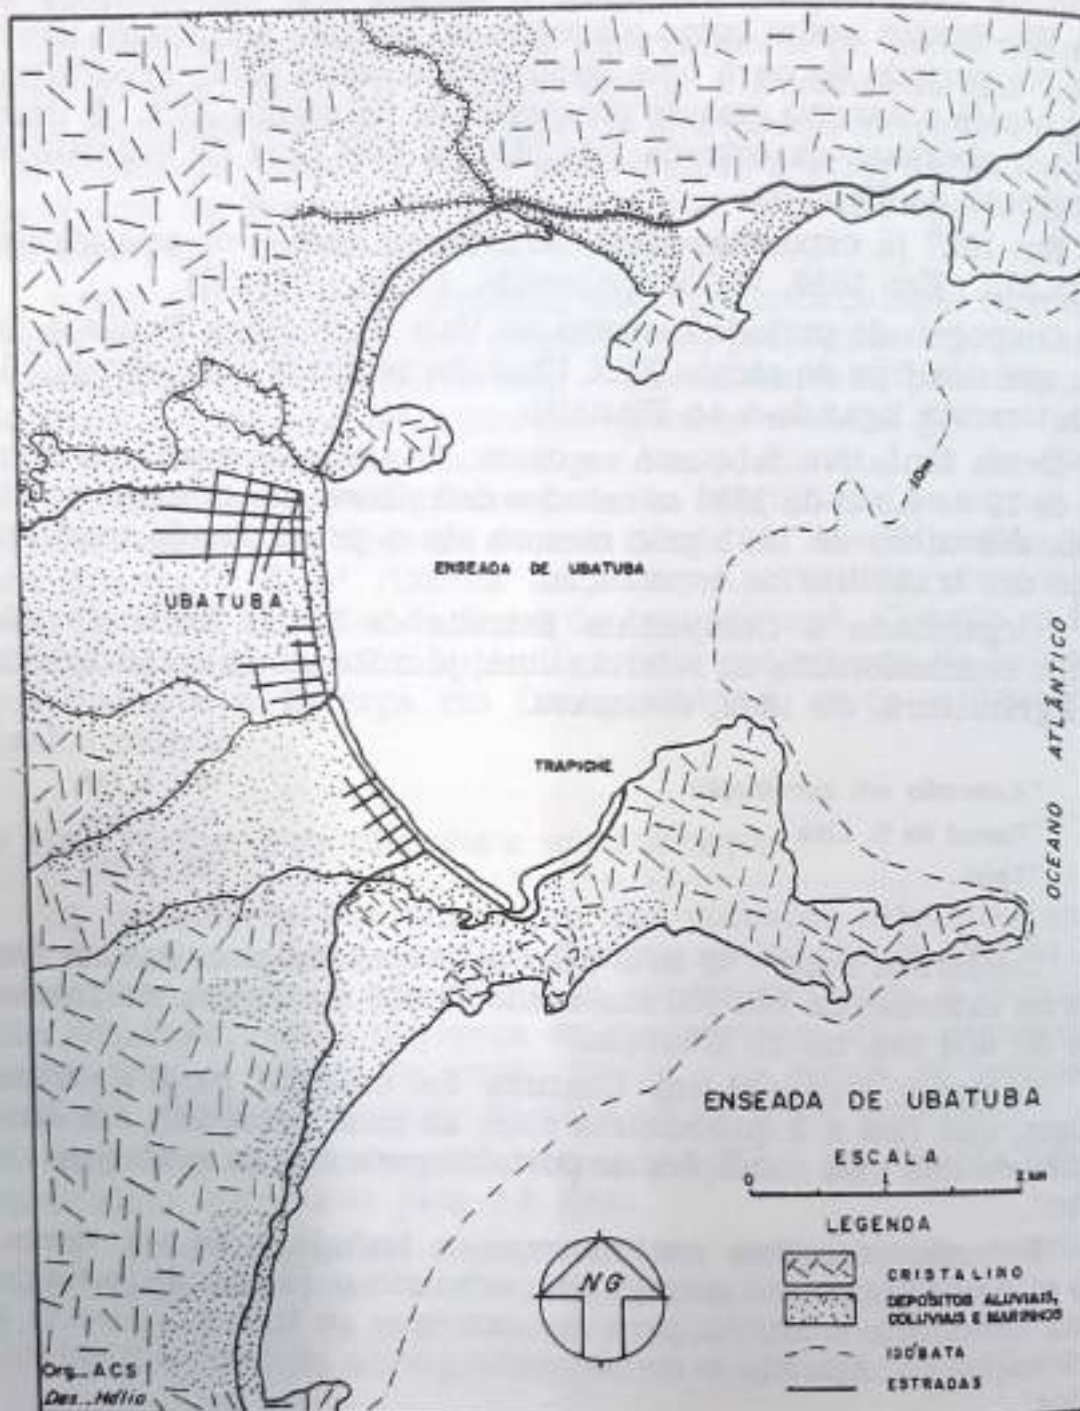 10m
ENSEADA DE UBATUBA
UBATUBA
TRAPICHE
OCEANO ATLÂNTICO
ENSEADA DE UBATUBA
ESCALA
0 1 2 km
LEGENDA
CRISTALINO
DEPÓSITOS ALUVIAIS,
COLUVIAIS E MARINHOS
ISÓBATA
ESTRADAS
NG
Org... ACS
Des... Hélio